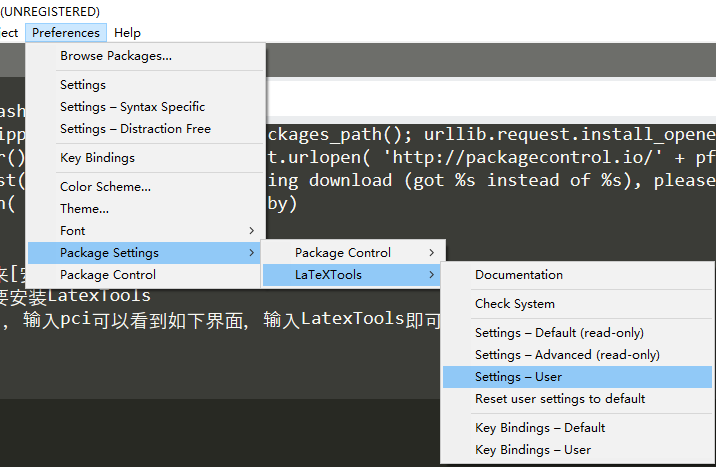 (UNREGISTERED)
ect Preferences Help
Browse Packages...
Settings
Settings – Syntax Specific
Settings – Distraction Free
Key Bindings
Color Scheme...
Theme...
Font
Package Settings
Package Control
Package Control
LaTeXTools
Documentation
Check System
Settings – Default (read-only)
Settings – Advanced (read-only)
Settings – User
Reset user settings to default
Key Bindings – Default
Key Bindings – User
ash
ipp ckages_path(); urllib.request.install_opene
r() t.urlopen( 'http://packagecontrol.io/' + pf
st( ing download (got %s instead of %s), please
n( by)
来[安
要安装LatexTools
, 输入pci可以看到如下界面, 输入LatexTools即可